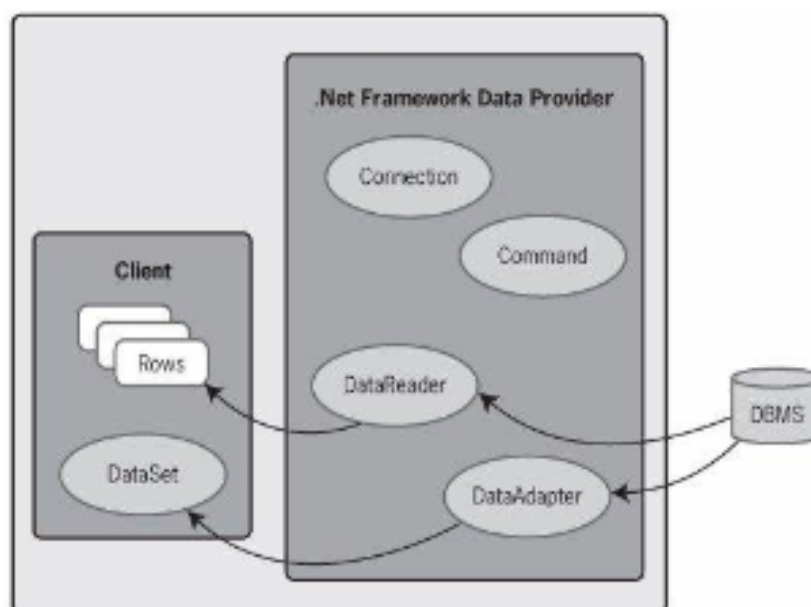 .Net Framework Data Provider
Connection
Command
Client
Rows
DataReader
DBMS
DataSet
DataAdapter